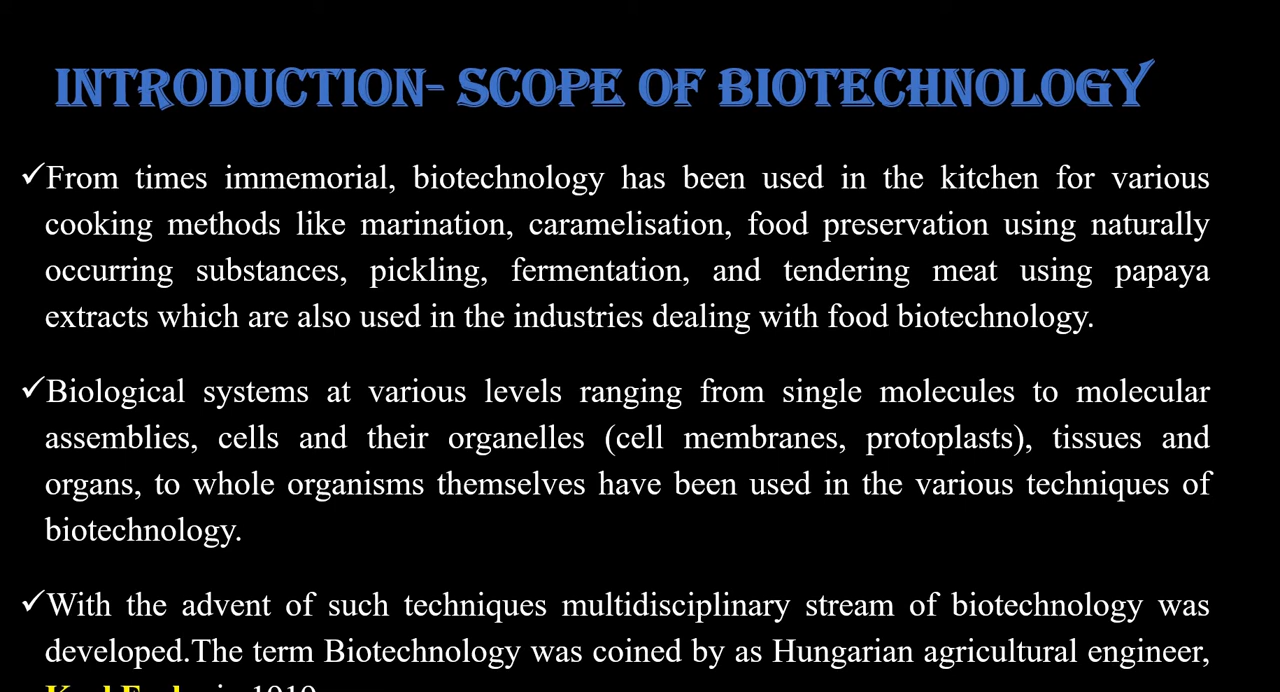 INTRODUCTION- SCOPE OF BIOTECHNOLOGY
✓From times immemorial, biotechnology has been used in the kitchen for various
cooking methods like marination, caramelisation, food preservation using naturally
occurring substances, pickling, fermentation, and tendering meat using papaya
extracts which are also used in the industries dealing with food biotechnology.
✓Biological systems at various levels ranging from single molecules to molecular
assemblies, cells and their organelles (cell membranes, protoplasts), tissues and
organs, to whole organisms themselves have been used in the various techniques of
biotechnology.
✓With the advent of such techniques multidisciplinary stream of biotechnology was
developed.The term Biotechnology was coined by as Hungarian agricultural engineer,